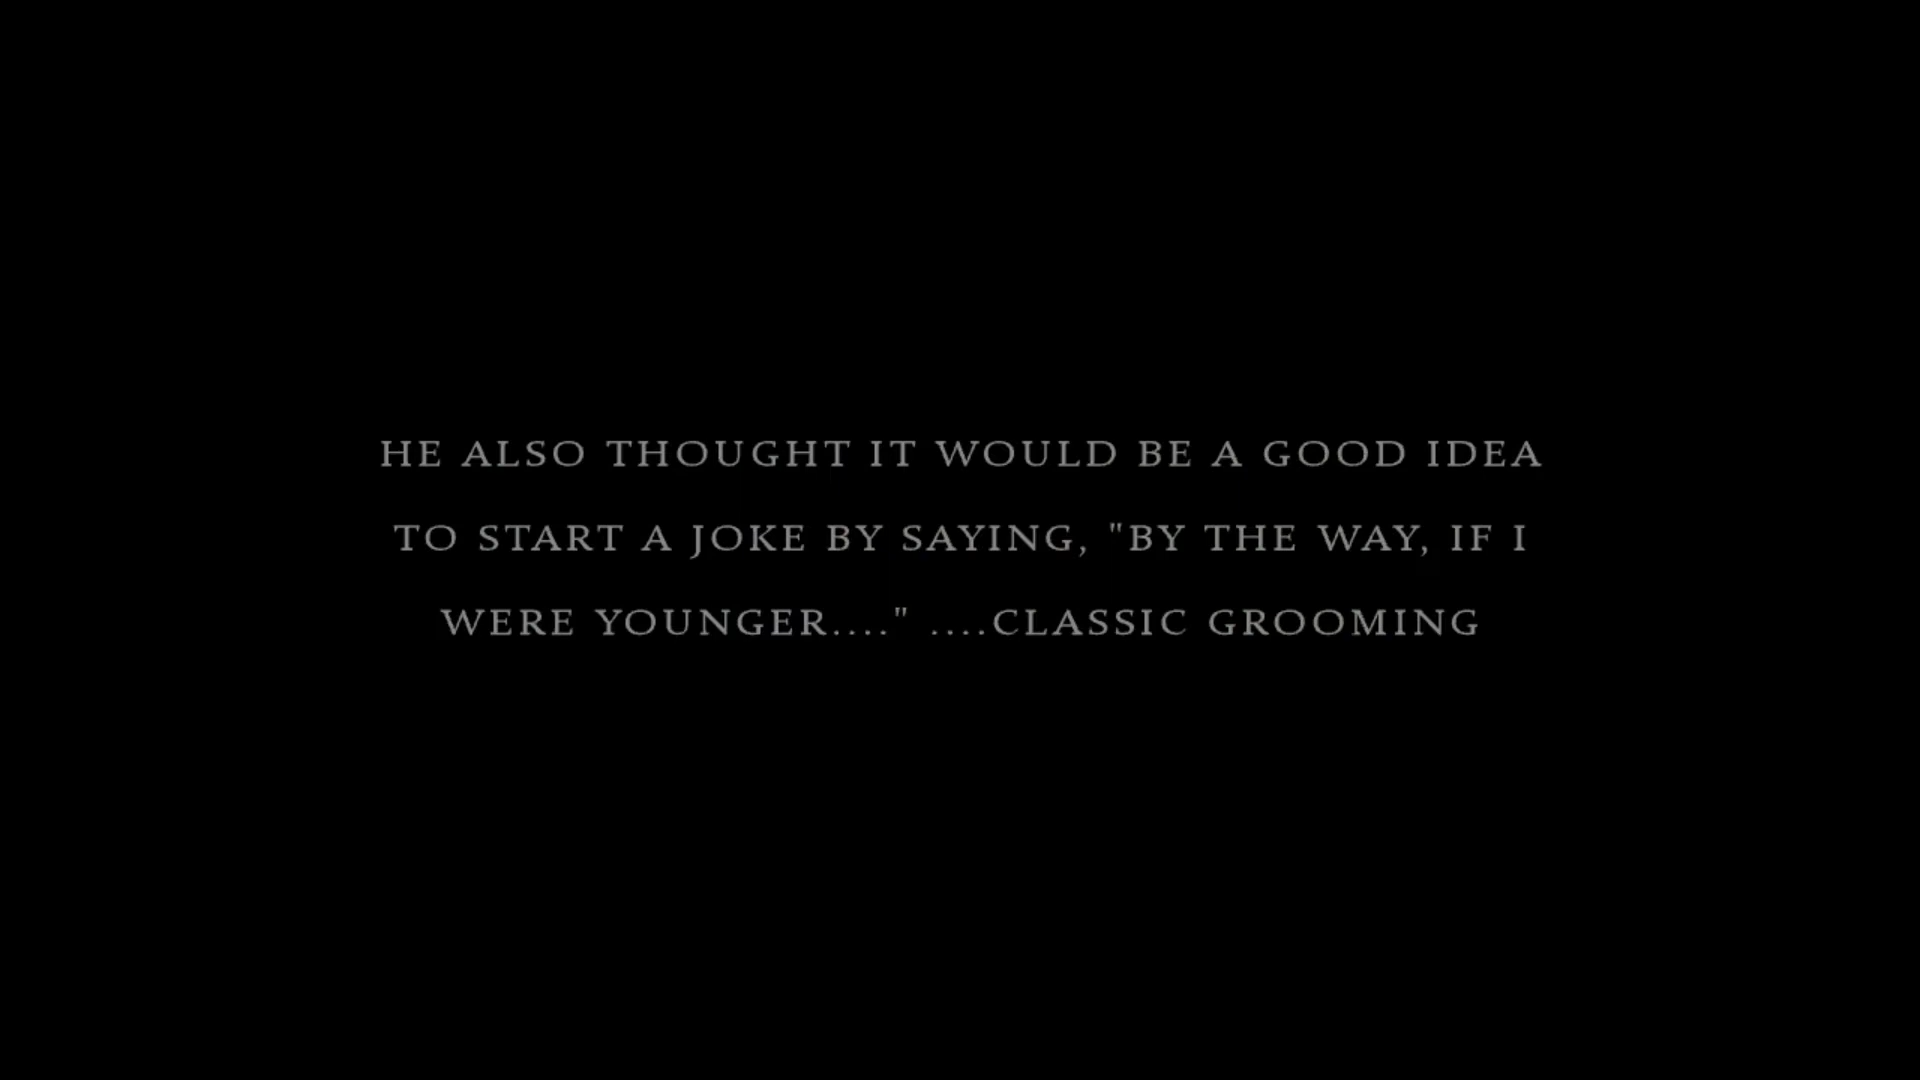 HE ALSO THOUGHT IT WOULD BE A GOOD IDEA
TO START A JOKE BY SAYING, "BY THE WAY, IF I
WERE YOUNGER...." ....CLASSIC GROOMING